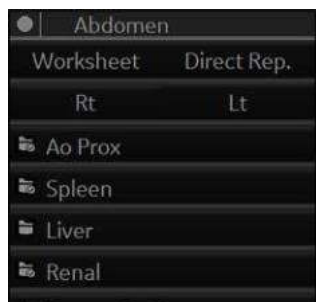 Abdomen
Worksheet Direct Rep.
Rt Lt
Ao Prox
Spleen
Liver
Renal